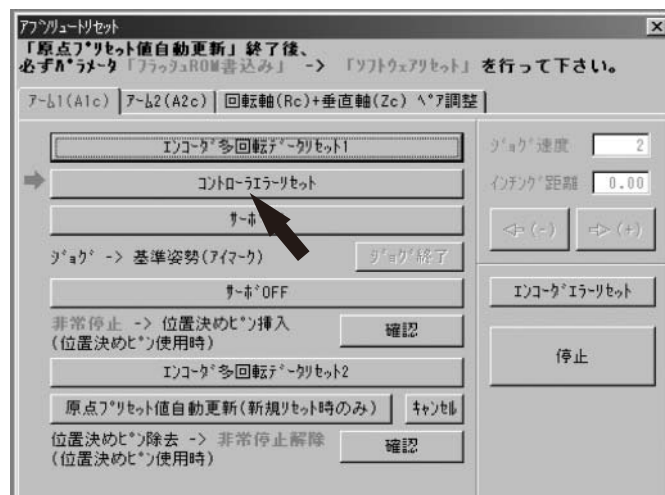 アブソリュートリセット
「原点プリセット値自動更新」終了後、
必ずパラメータ「フラッシュROM書込み」 -> 「ソフトウェアリセット」 を行って下さい。
アーム1(A1c) アーム2(A2c) 回転軸(Rc)+垂直軸(Zc) ペア調整
エンコーダ多回転データリセット1
コントローラエラーリセット
サーボ
ジョグ -> 基準姿勢(アイマーク) ジョグ終了
サーボOFF
非常停止 -> 位置決めピン挿入
(位置決めピン使用時)
確認
エンコーダ多回転データリセット2
原点プリセット値自動更新(新規リセット時のみ) キャンセル
位置決めピン除去 -> 非常停止解除
(位置決めピン使用時)
確認
ジョグ速度 2
インチング距離 0.00
(-) (+)
エンコーダエラーリセット
停止